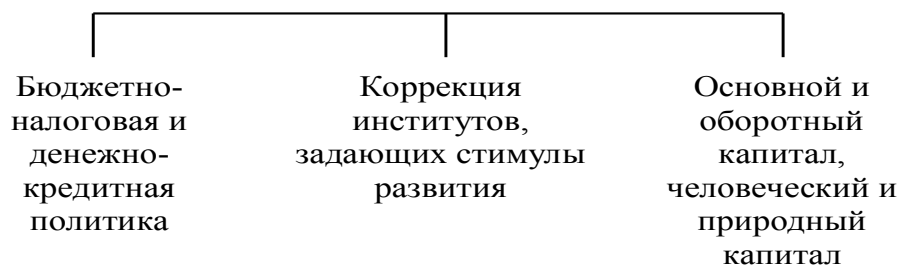 Бюджетно-
налоговая и
денежно-
кредитная
политика
Коррекция
институтов,
задающих стимулы
развития
Основной и
оборотный
капитал,
человеческий и
природный
капитал